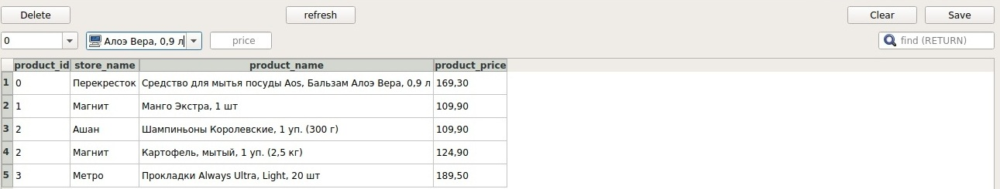 Delete refresh Clear Save
0 Алоэ Вера, 0,9 л price find (RETURN)
product_id store_name product_name product_price
1 0 Перекресток Средство для мытья посуды Aos, Бальзам Алоэ Вера, 0,9 л 169,30
2 1 Магнит Манго Экстра, 1 шт 109,90
3 2 Ашан Шампиньоны Королевские, 1 уп. (300 г) 109,90
4 2 Магнит Картофель, мытый, 1 уп. (2,5 кг) 124,90
5 3 Метро Прокладки Always Ultra, Light, 20 шт 189,50